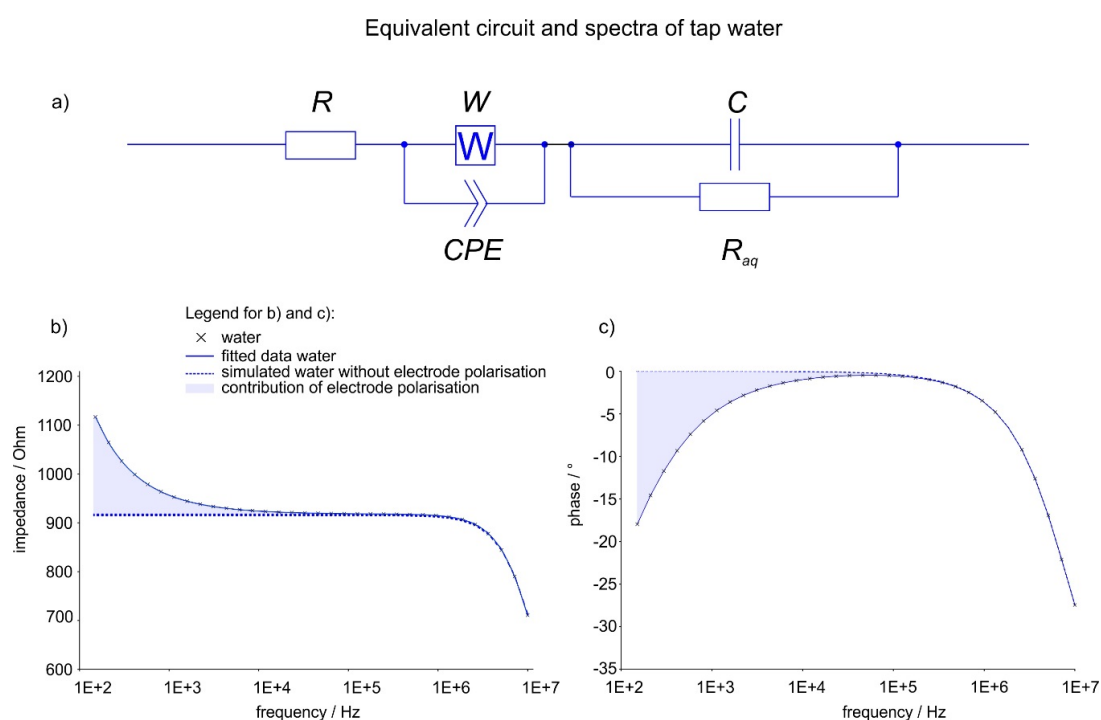 Equivalent circuit and spectra of tap water
a)
R
W
C
W
CPE
R aq
Legend for b) and c):
water
fitted data water
simulated water without electrode polarisation
contribution of electrode polarisation
b)
1200
1100
1000
900
800
700
600
impedance / Ohm
1E+2 1E+3 1E+4 1E+5 1E+6 1E+7
frequency / Hz
c)
0
-5
-10
-15
-20
-25
-30
-35
phase / °
1E+2 1E+3 1E+4 1E+5 1E+6 1E+7
frequency / Hz